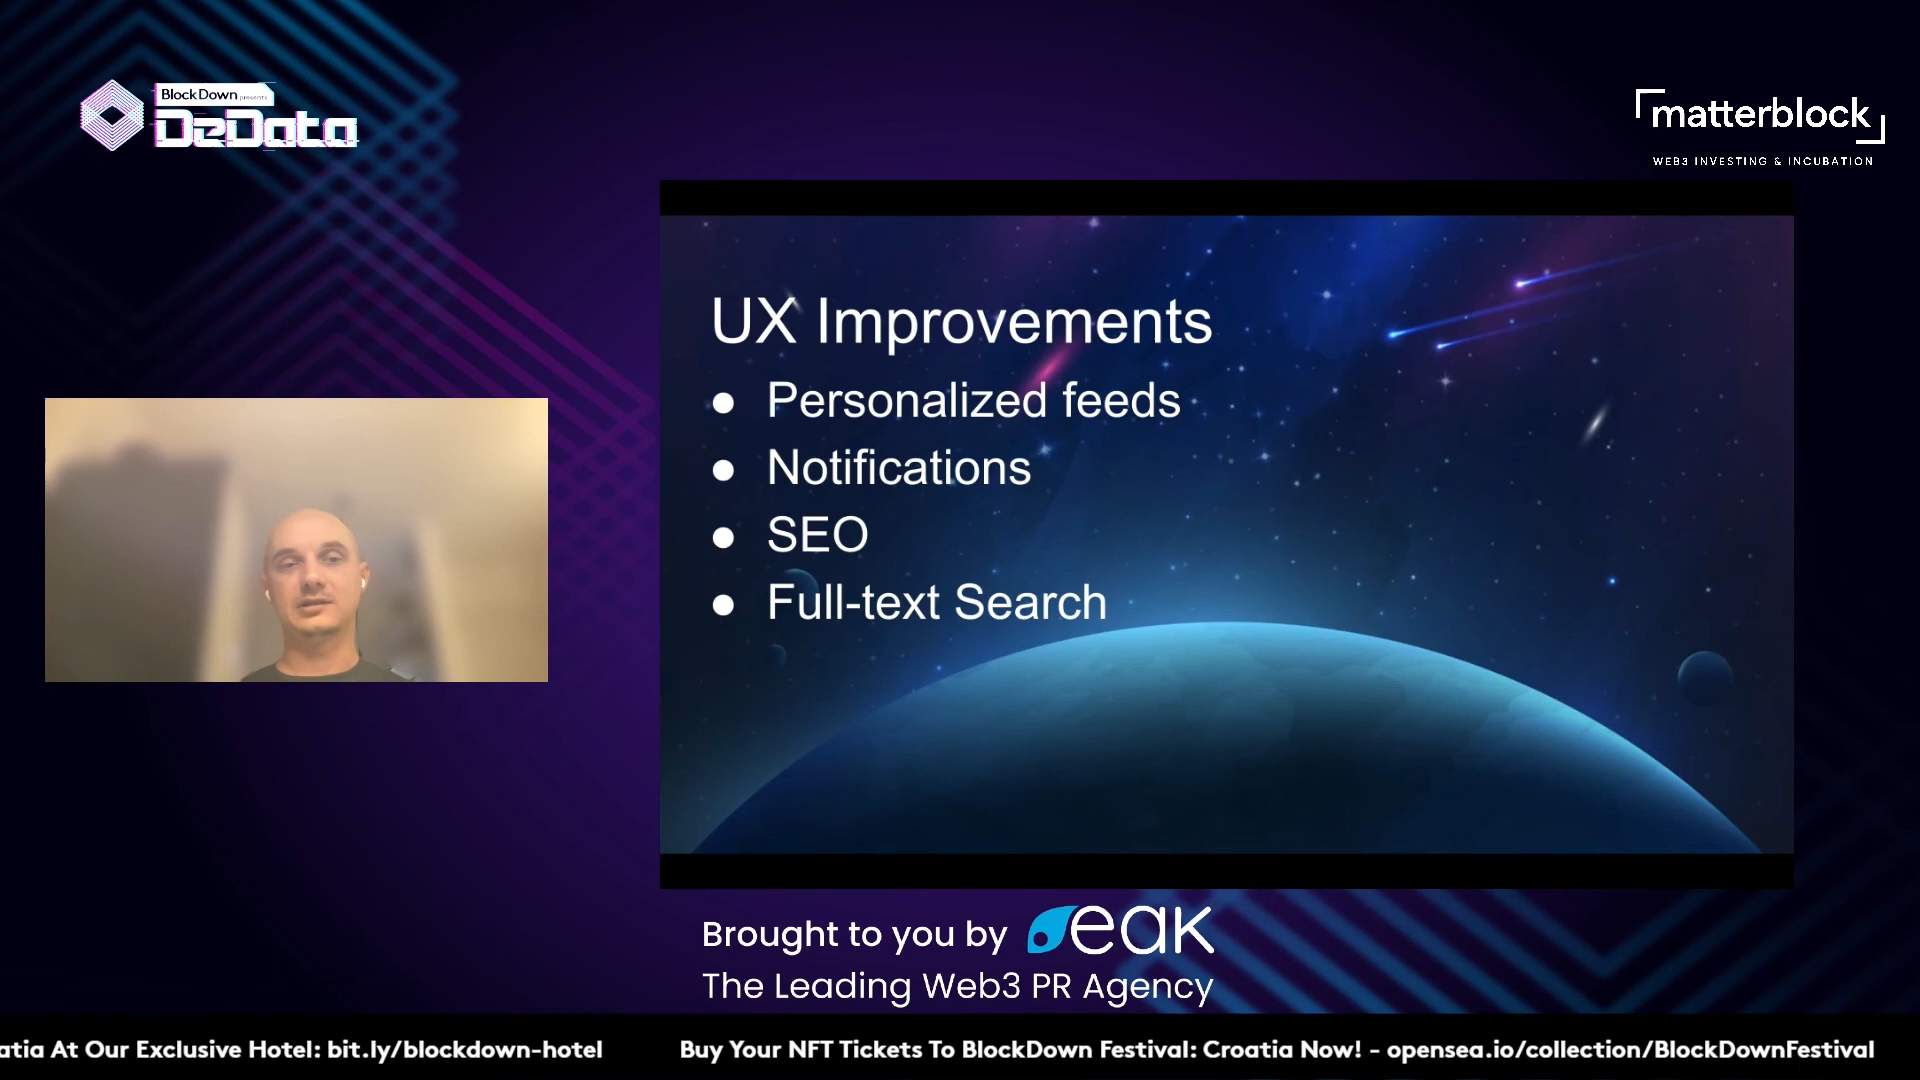 BlockDown presents
DeData
matterblock
WEB3 INVESTING & INCUBATION
UX Improvements
● Personalized feeds
● Notifications
● SEO
● Full-text Search
Brought to you by eak
The Leading Web3 PR Agency
atia At Our Exclusive Hotel: bit.ly/blockdown-hotel Buy Your NFT Tickets To BlockDown Festival: Croatia Now! - opensea.io/collection/BlockDownFestival